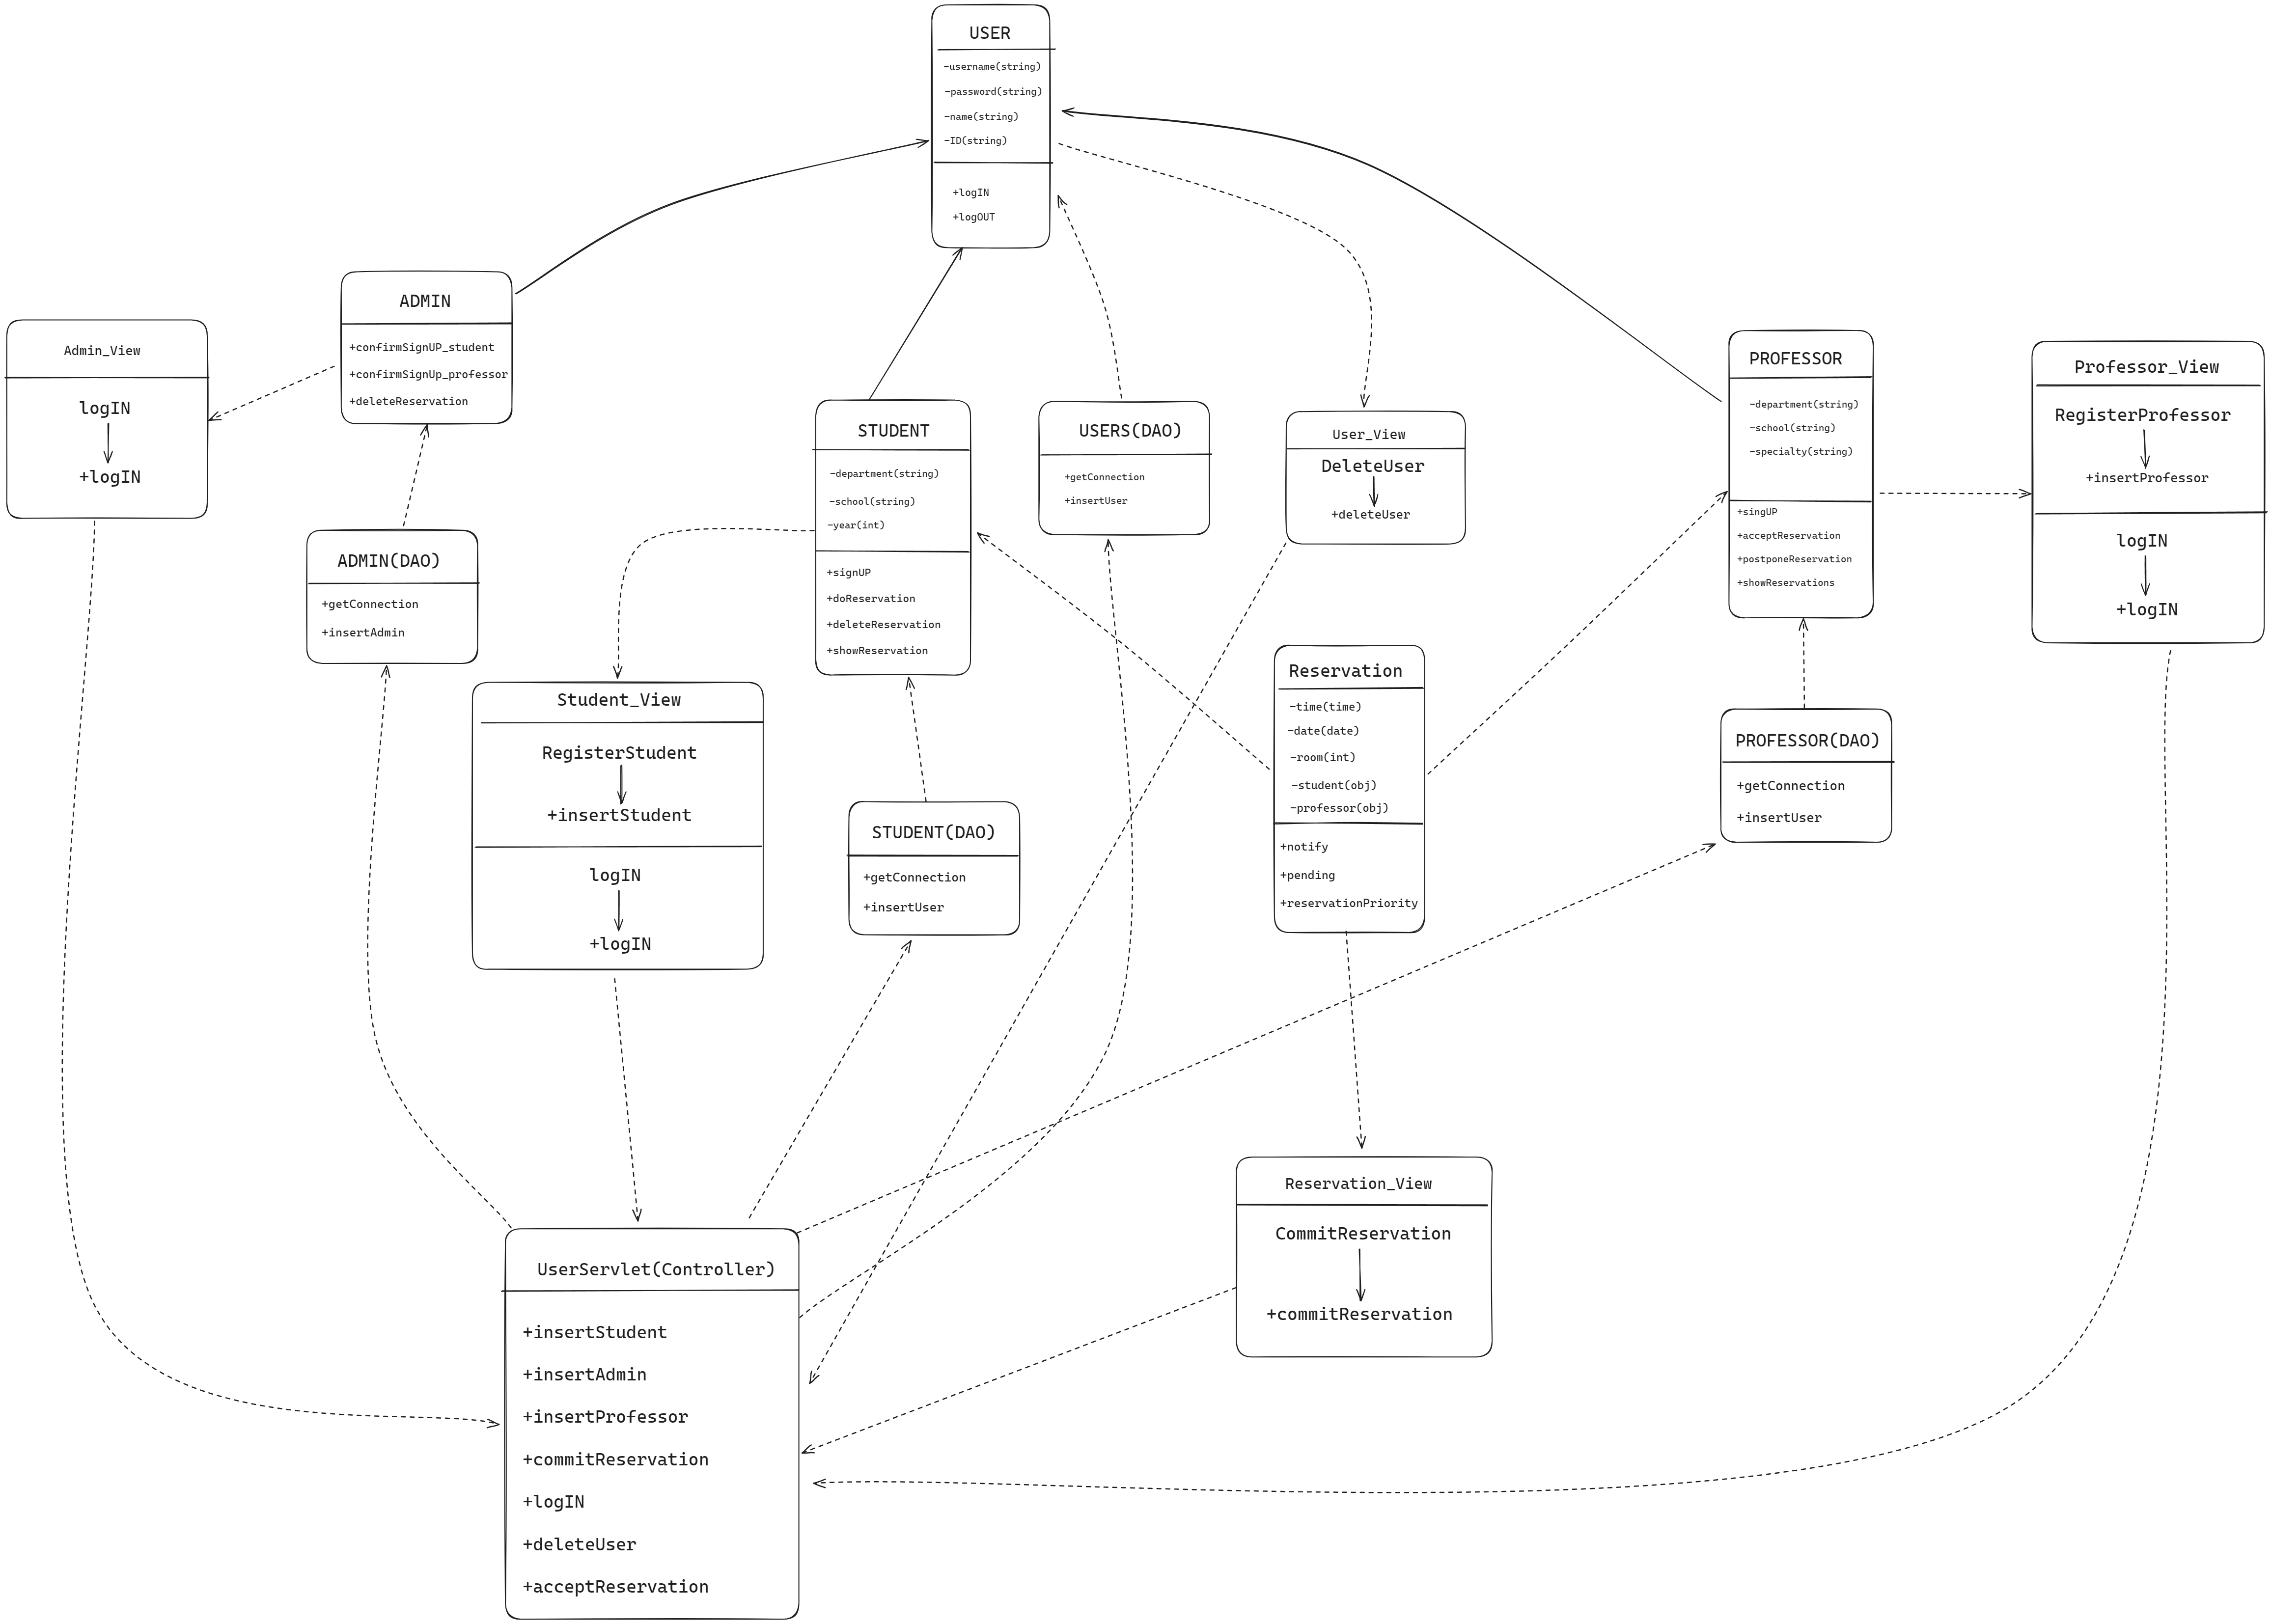 USER
-username(string)
-password(string)
-name(string)
-ID(string)
+logIN
+logOUT
ADMIN
+confirmSignUP_student
+confirmSignUp_professor
+deleteReservation
Admin_View
logIN
+logIN
PROFESSOR
-department(string)
-school(string)
-specialty(string)
+singUP
+acceptReservation
+postponeReservation
+showReservations
Professor_View
RegisterProfessor
+insertProfessor
logIN
+logIN
STUDENT
-department(string)
-school(string)
-year(int)
+signUP
+doReservation
+deleteReservation
+showReservation
USERS(DAO)
+getConnection
+insertUser
User_View
DeleteUser
+deleteUser
ADMIN(DAO)
+getConnection
+insertAdmin
Student_View
RegisterStudent
+insertStudent
logIN
+logIN
Reservation
-time(time)
-date(date)
-room(int)
-student(obj)
-professor(obj)
+notify
+pending
+reservationPriority
PROFESSOR(DAO)
+getConnection
+insertUser
STUDENT(DAO)
+getConnection
+insertUser
Reservation_View
CommitReservation
+commitReservation
UserServlet(Controller)
+insertStudent
+insertAdmin
+insertProfessor
+commitReservation
+logIN
+deleteUser
+acceptReservation